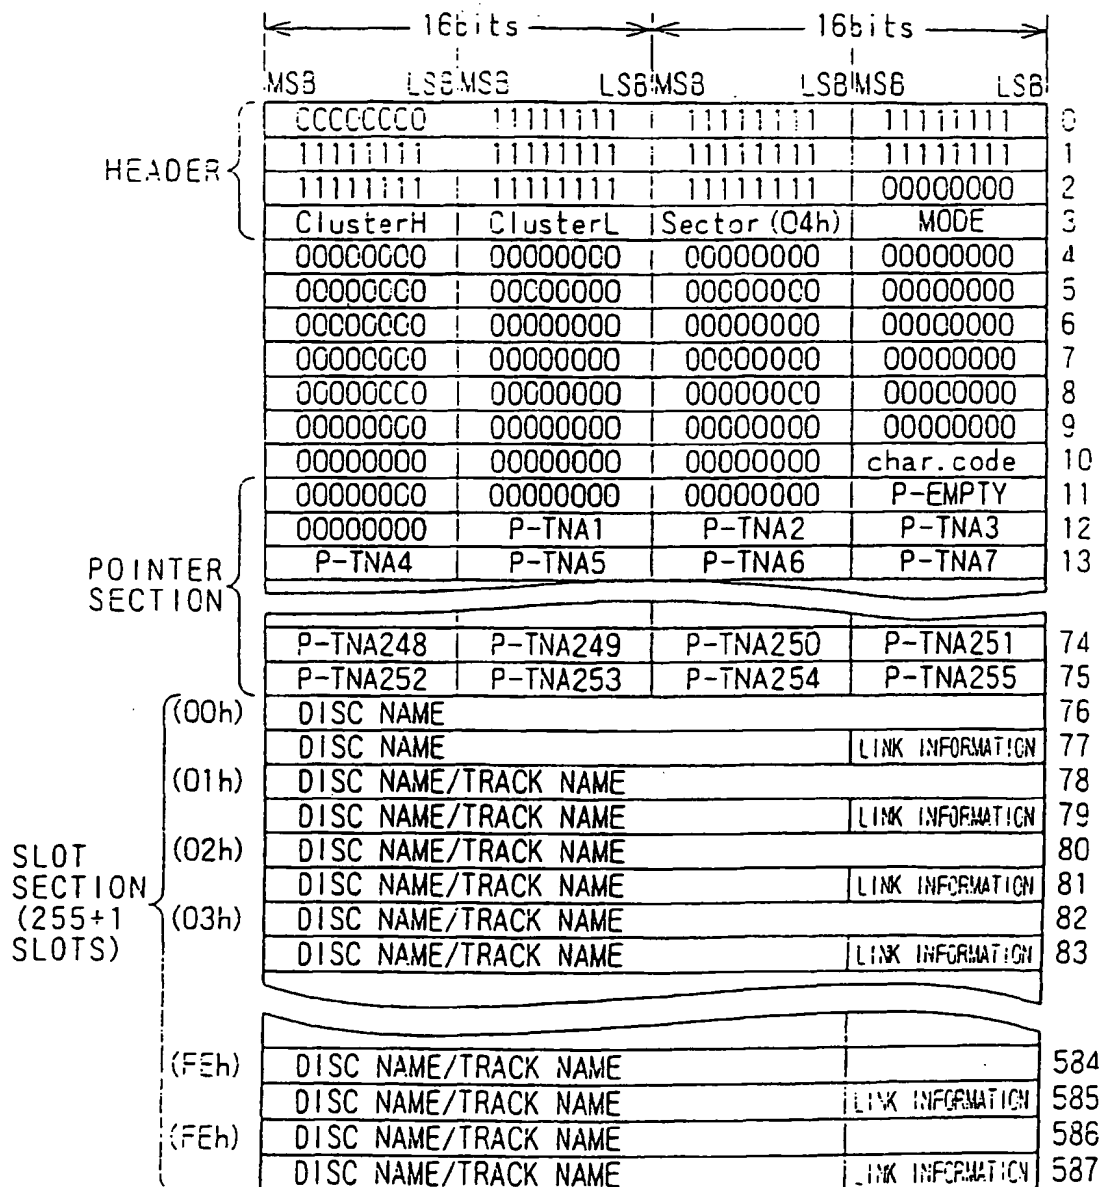 16bits 16bits
MSB LSB MSB LSB MSB LSB MSB LSB
HEADER
00000000 11111111 11111111 11111111 0
11111111 11111111 11111111 11111111 1
11111111 11111111 11111111 00000000 2
ClusterH ClusterL Sector (04h) MODE 3
00000000 00000000 00000000 00000000 4
00000000 00000000 00000000 00000000 5
00000000 00000000 00000000 00000000 6
00000000 00000000 00000000 00000000 7
00000000 00000000 00000000 00000000 8
00000000 00000000 00000000 00000000 9
00000000 00000000 00000000 char.code 10
POINTER
SECTION
00000000 00000000 00000000 P-EMPTY 11
00000000 P-TNA1 P-TNA2 P-TNA3 12
P-TNA4 P-TNA5 P-TNA6 P-TNA7 13
P-TNA248 P-TNA249 P-TNA250 P-TNA251 74
P-TNA252 P-TNA253 P-TNA254 P-TNA255 75
SLOT
SECTION
(255+1
SLOTS)
(00h) DISC NAME 76
DISC NAME LINK INFORMATION 77
(01h) DISC NAME/TRACK NAME 78
DISC NAME/TRACK NAME LINK INFORMATION 79
(02h) DISC NAME/TRACK NAME 80
DISC NAME/TRACK NAME LINK INFORMATION 81
(03h) DISC NAME/TRACK NAME 82
DISC NAME/TRACK NAME LINK INFORMATION 83
(FEh) DISC NAME/TRACK NAME 584
DISC NAME/TRACK NAME LINK INFORMATION 585
(FEh) DISC NAME/TRACK NAME 586
DISC NAME/TRACK NAME LINK INFORMATION 587